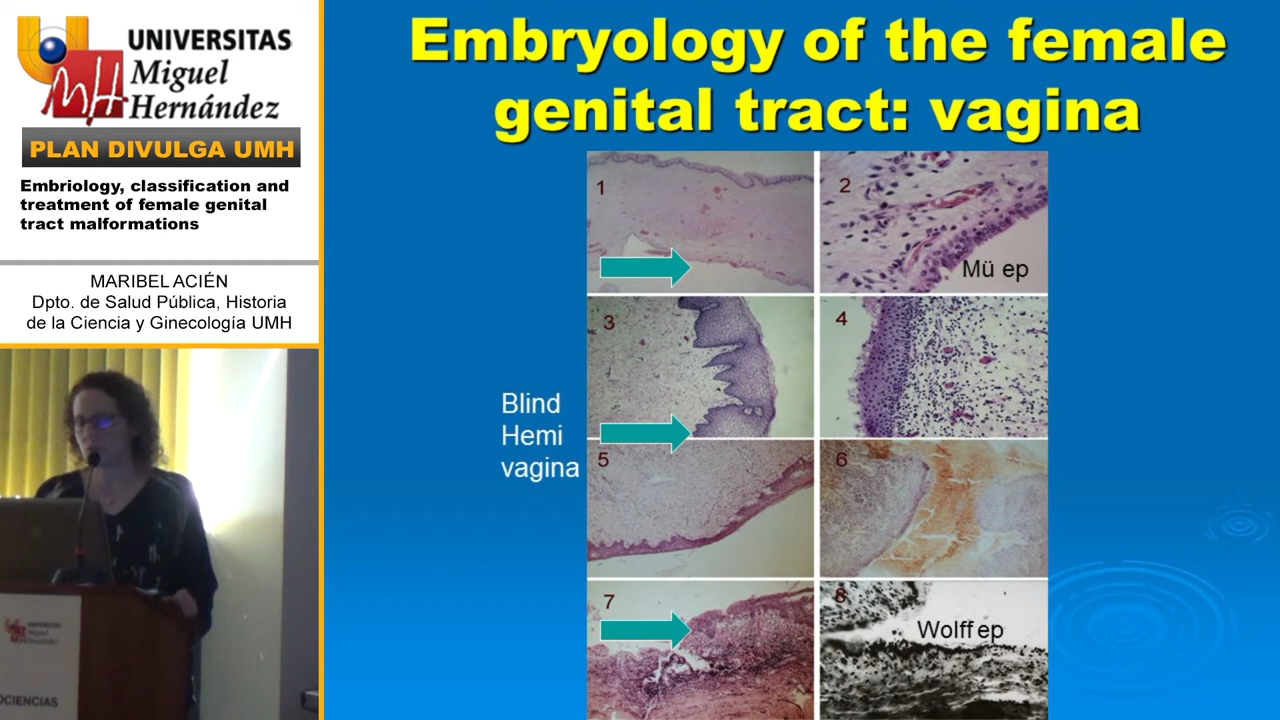 UNIVERSITAS
Miguel
Hernández
PLAN DIVULGA UMH
Embriology, classification and
treatment of female genital
tract malformations
MARIBEL ACIÉN
Dpto. de Salud Pública, Historia
de la Ciencia y Ginecología UMH
OCIENCIAS
Embryology of the female
genital tract: vagina
1
2
Mü ep
3
4
Blind
Hemi
vagina
5
6
7
8
Wolff ep